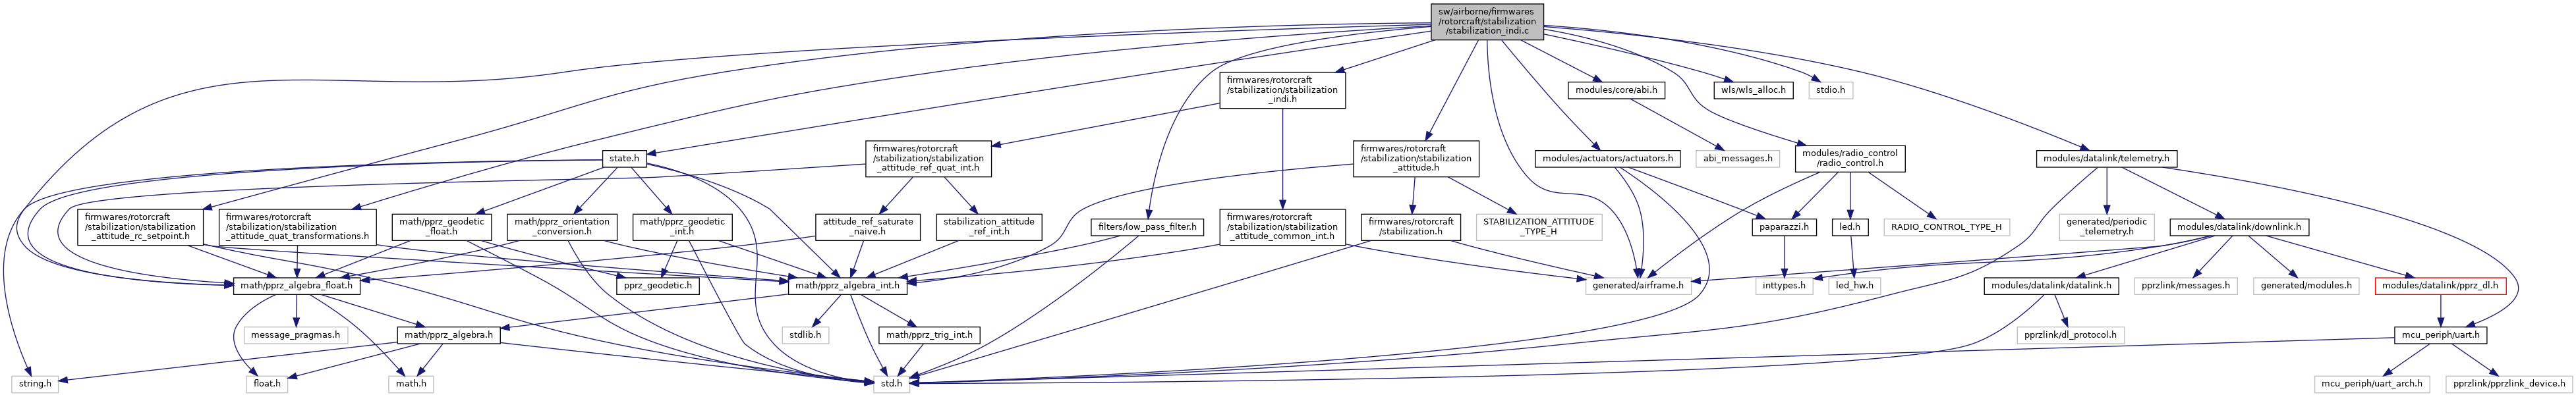 sw/airborne/firmwares
/rotorcraft/stabilization
/stabilization_indi.c
firmwares/rotorcraft
/stabilization/stabilization
_indi.h
modules/core/abi.h
wls/wls_alloc.h
stdio.h
state.h
firmwares/rotorcraft
/stabilization/stabilization
_attitude_ref_quat_int.h
firmwares/rotorcraft
/stabilization/stabilization
_attitude.h
modules/actuators/actuators.h
abi_messages.h
modules/radio_control
/radio_control.h
modules/datalink/telemetry.h
firmwares/rotorcraft
/stabilization/stabilization
_attitude_rc_setpoint.h
firmwares/rotorcraft
/stabilization/stabilization
_attitude_quat_transformations.h
math/pprz_geodetic
_float.h
math/pprz_orientation
_conversion.h
math/pprz_geodetic
_int.h
attitude_ref_saturate
_naive.h
stabilization_attitude
_ref_int.h
filters/low_pass_filter.h
firmwares/rotorcraft
/stabilization/stabilization
_attitude_common_int.h
firmwares/rotorcraft
/stabilization.h
STABILIZATION_ATTITUDE
_TYPE_H
paparazzi.h
led.h
RADIO_CONTROL_TYPE_H
generated/periodic
_telemetry.h
modules/datalink/downlink.h
math/pprz_algebra_float.h
pprz_geodetic.h
math/pprz_algebra_int.h
generated/airframe.h
inttypes.h
led_hw.h
modules/datalink/datalink.h
pprzlink/messages.h
generated/modules.h
modules/datalink/pprz_dl.h
message_pragmas.h
math/pprz_algebra.h
stdlib.h
math/pprz_trig_int.h
pprzlink/dl_protocol.h
mcu_periph/uart.h
string.h
float.h
math.h
std.h
mcu_periph/uart_arch.h
pprzlink/pprzlink_device.h